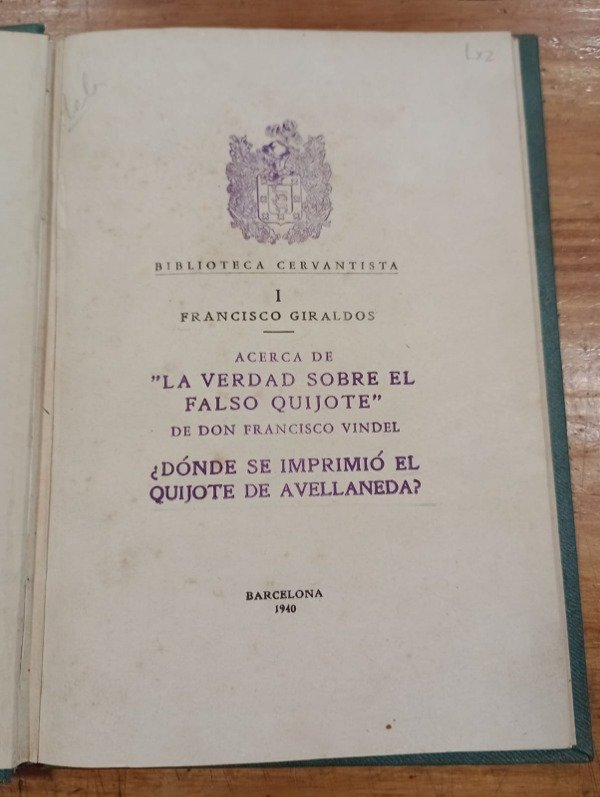 BIBLIOTECA CERVANTISTA
I
FRANCISCO GIRALDOS
ACERCA DE
"LA VERDAD SOBRE EL
FALSO QUIJOTE"
DE DON FRANCISCO VINDEL
¿DÓNDE SE IMPRIMIÓ EL
QUIJOTE DE AVELLANEDA?
BARCELONA
1940